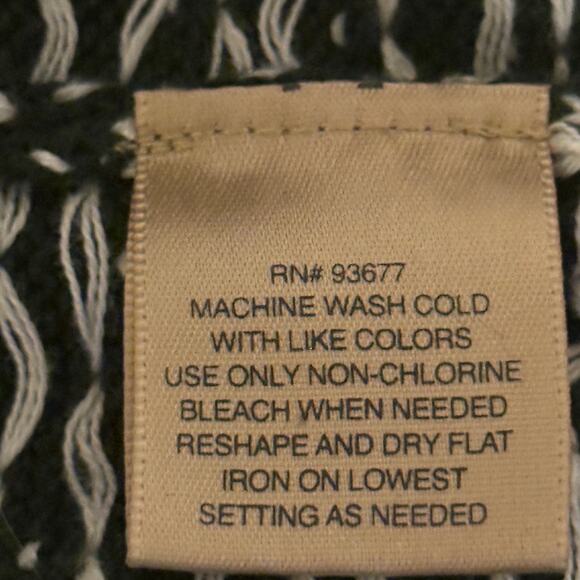 RN# 93677
MACHINE WASH COLD
WITH LIKE COLORS
USE ONLY NON-CHLORINE
BLEACH WHEN NEEDED
RESHAPE AND DRY FLAT
IRON ON LOWEST
SETTING AS NEEDED